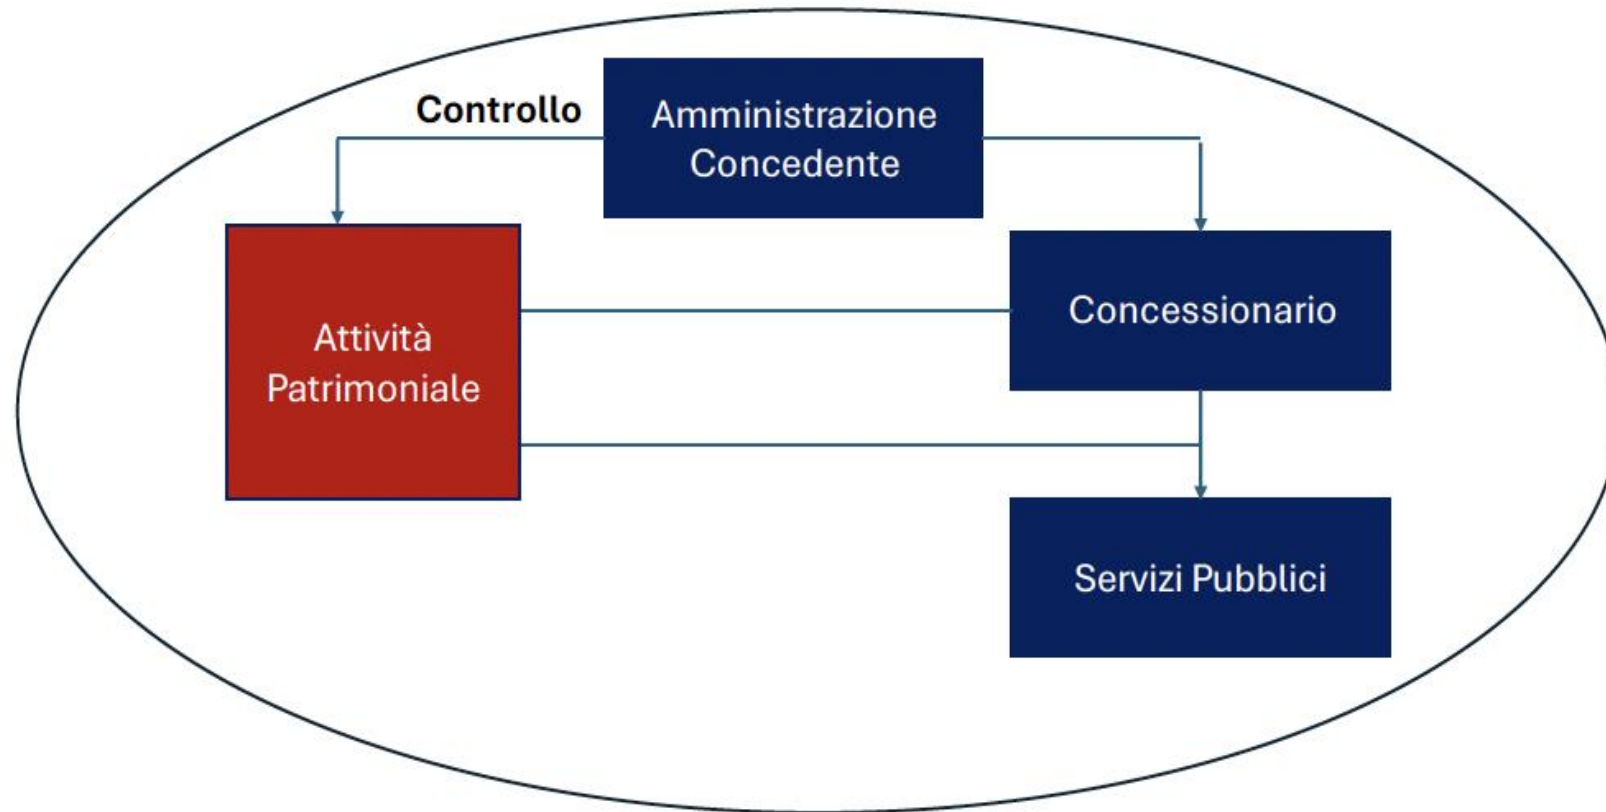 Controllo
Amministrazione
Concedente
Attività
Patrimoniale
Concessionario
Servizi Pubblici